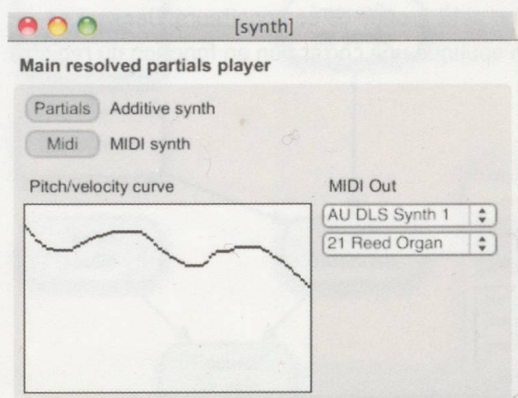 [synth]
Main resolved partials player
Partials Additive synth
Midi MIDI synth
Pitch/velocity curve
MIDI Out
AU DLS Synth 1
21 Reed Organ